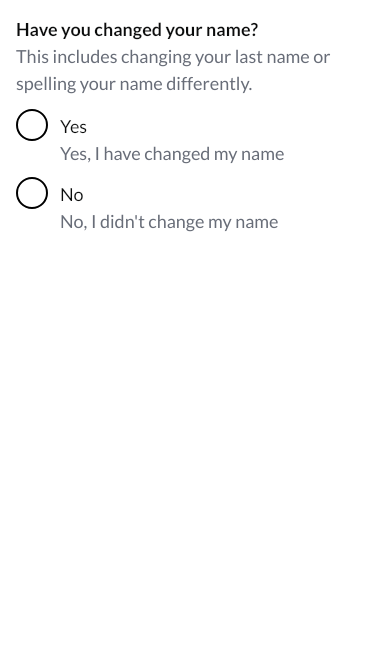 Have you changed your name?
This includes changing your last name or
spelling your name differently.
Yes
Yes, I have changed my name
No
No, I didn't change my name